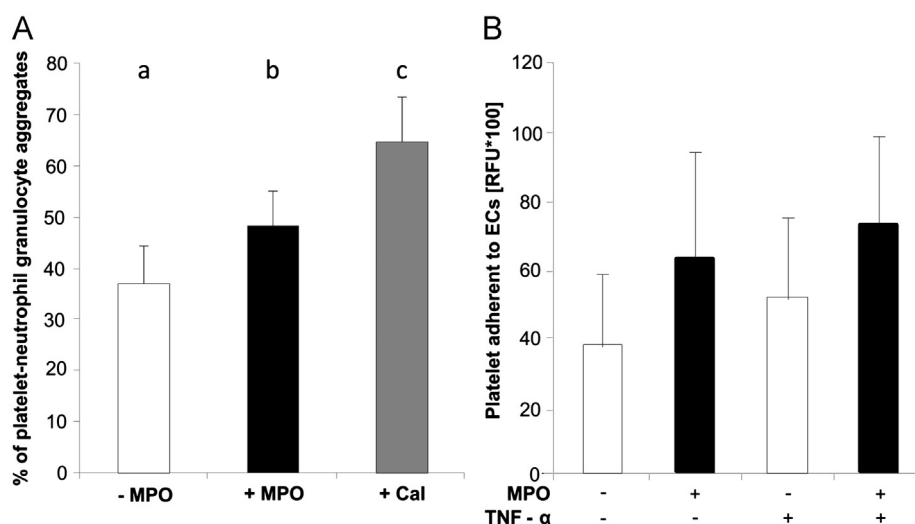 A
% of platelet-neutrophil granulocyte aggregates
80
70
60
50
40
30
20
10
0
a b c
- MPO + MPO + Cal
B
Platelet adherent to ECs [RFU*100]
120
100
80
60
40
20
0
MPO - + - +
TNF - α - - + +